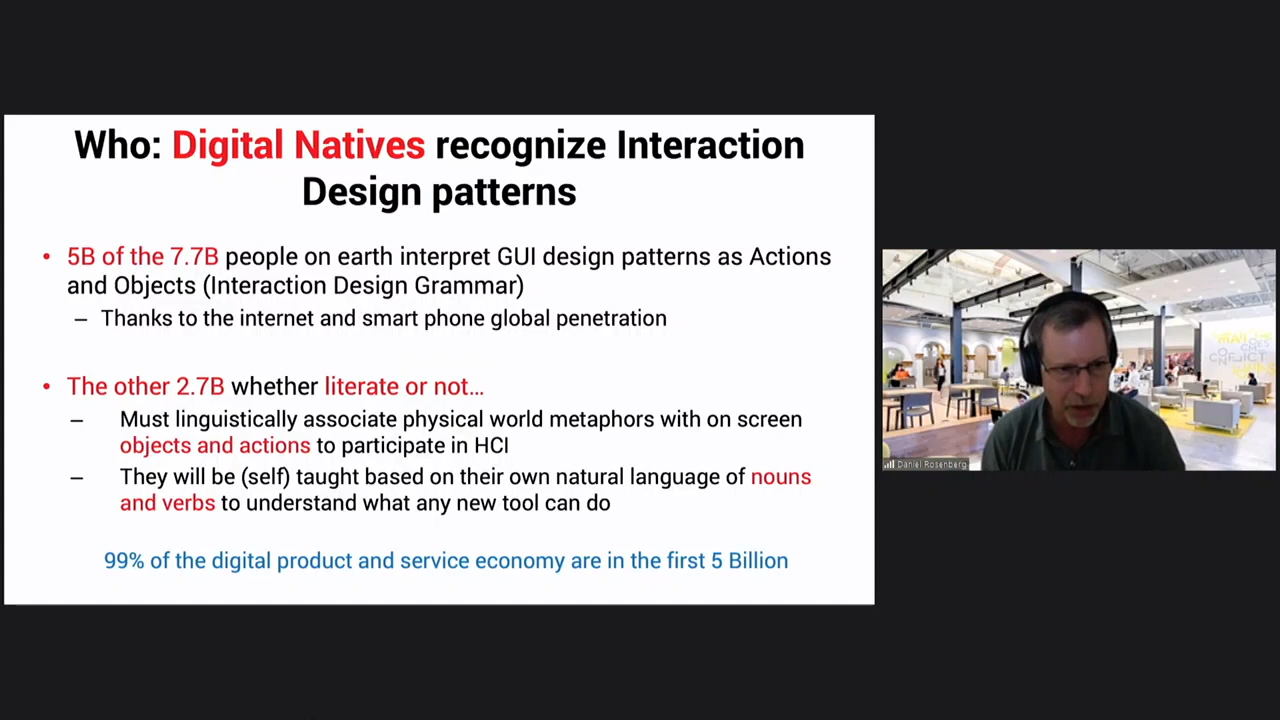 Who: Digital Natives recognize Interaction
Design patterns
• 5B of the 7.7B people on earth interpret GUI design patterns as Actions
and Objects (Interaction Design Grammar)
– Thanks to the internet and smart phone global penetration
• The other 2.7B whether literate or not...
– Must linguistically associate physical world metaphors with on screen
objects and actions to participate in HCI
– They will be (self) taught based on their own natural language of nouns
and verbs to understand what any new tool can do
99% of the digital product and service economy are in the first 5 Billion
Daniel Rosenberg